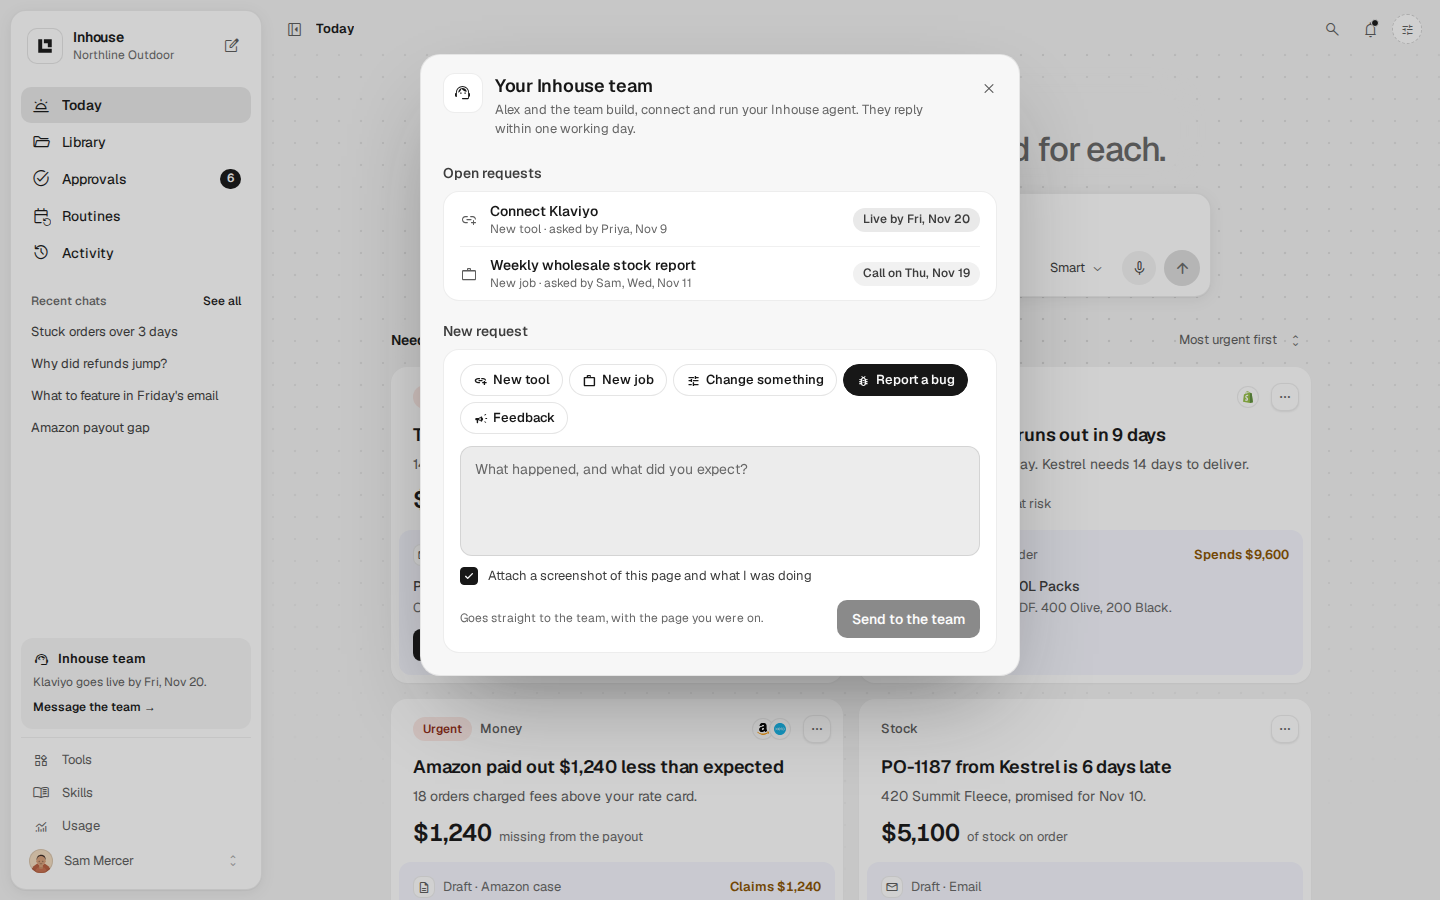 Inhouse
Northline Outdoor
Today
Library
Approvals
6
Routines
Activity
Recent chats
See all
Stuck orders over 3 days
Why did refunds jump?
What to feature in Friday's email
Amazon payout gap
Inhouse team
Klaviyo goes live by Fri, Nov 20.
Message the team →
Tools
Skills
Usage
Sam Mercer
Today
for each.
Smart
Most urgent first
Your Inhouse team
Alex and the team build, connect and run your Inhouse agent. They reply
within one working day.
Open requests
Connect Klaviyo
New tool · asked by Priya, Nov 9
Live by Fri, Nov 20
Weekly wholesale stock report
New job · asked by Sam, Wed, Nov 11
Call on Thu, Nov 19
New request
New tool
New job
Change something
Report a bug
Feedback
What happened, and what did you expect?
Attach a screenshot of this page and what I was doing
Goes straight to the team, with the page you were on.
Send to the team
runs out in 9 days
Kestrel needs 14 days to deliver.
risk
Spends $9,600
Packs
400 Olive, 200 Black.
Urgent
Money
Amazon paid out $1,240 less than expected
18 orders charged fees above your rate card.
$1,240 missing from the payout
Draft · Amazon case
Claims $1,240
Stock
PO-1187 from Kestrel is 6 days late
420 Summit Fleece, promised for Nov 10.
$5,100 of stock on order
Draft · Email